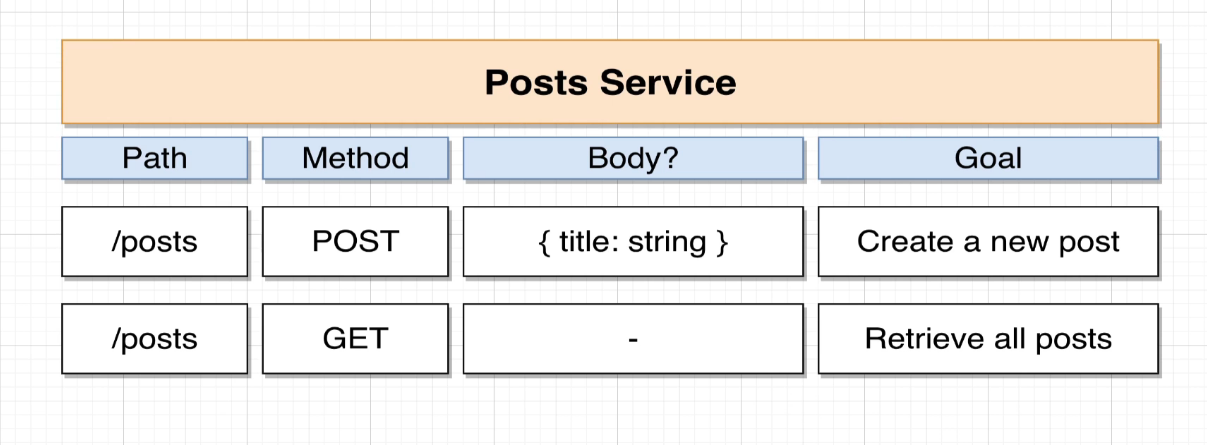 Posts Service
Path Method Body? Goal
/posts POST { title: string } Create a new post
/posts GET - Retrieve all posts